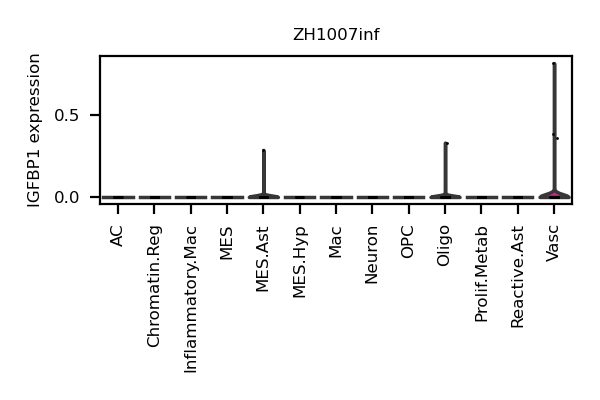 ZH1007inf
IGFBP1 expression
0.5
0.0
AC
Chromatin.Reg
Inflammatory.Mac
MES
MES.Ast
MES.Hyp
Mac
Neuron
OPC
Oligo
Prolif.Metab
Reactive.Ast
Vasc